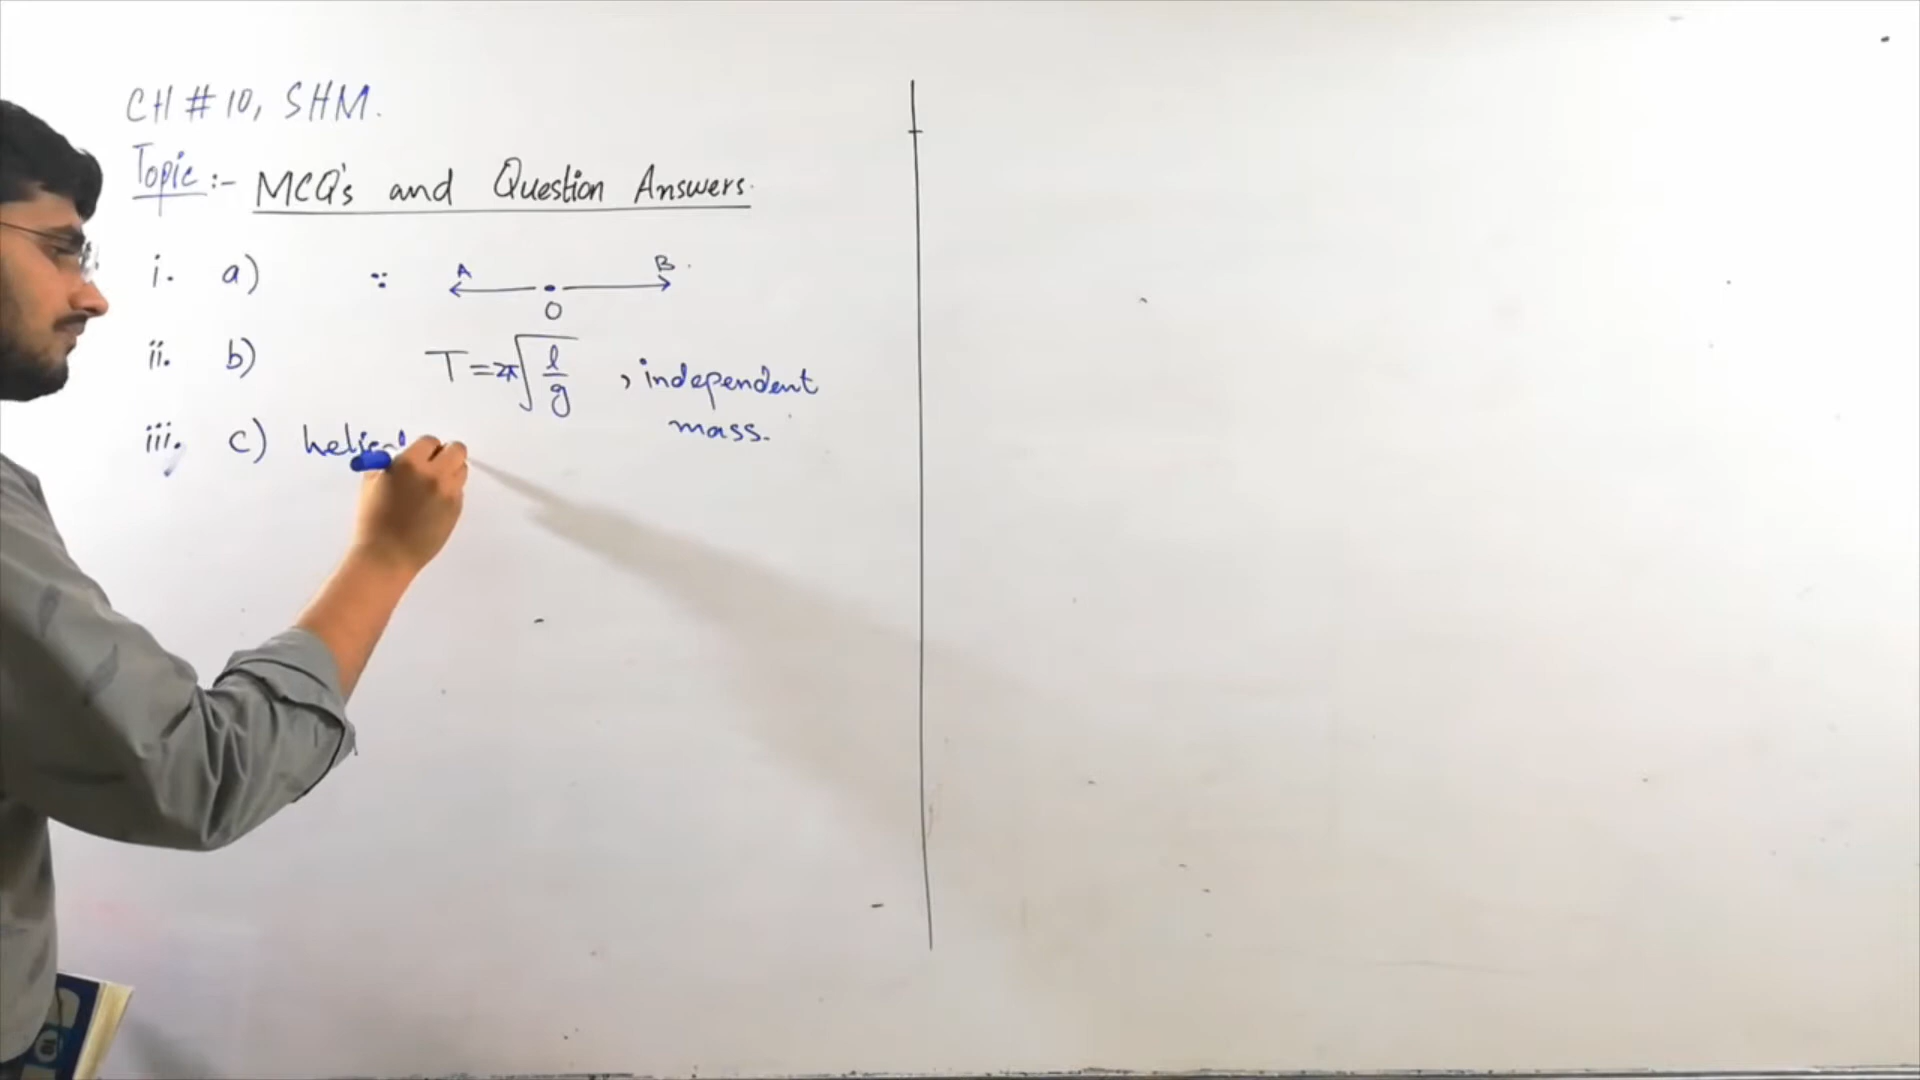 CH # 10, SHM.
Topic :- MCQ's and Question Answers.
i. a) ∵ A O B
ii. b) T = 2π√(l/g) , independent
mass.
iii. c)